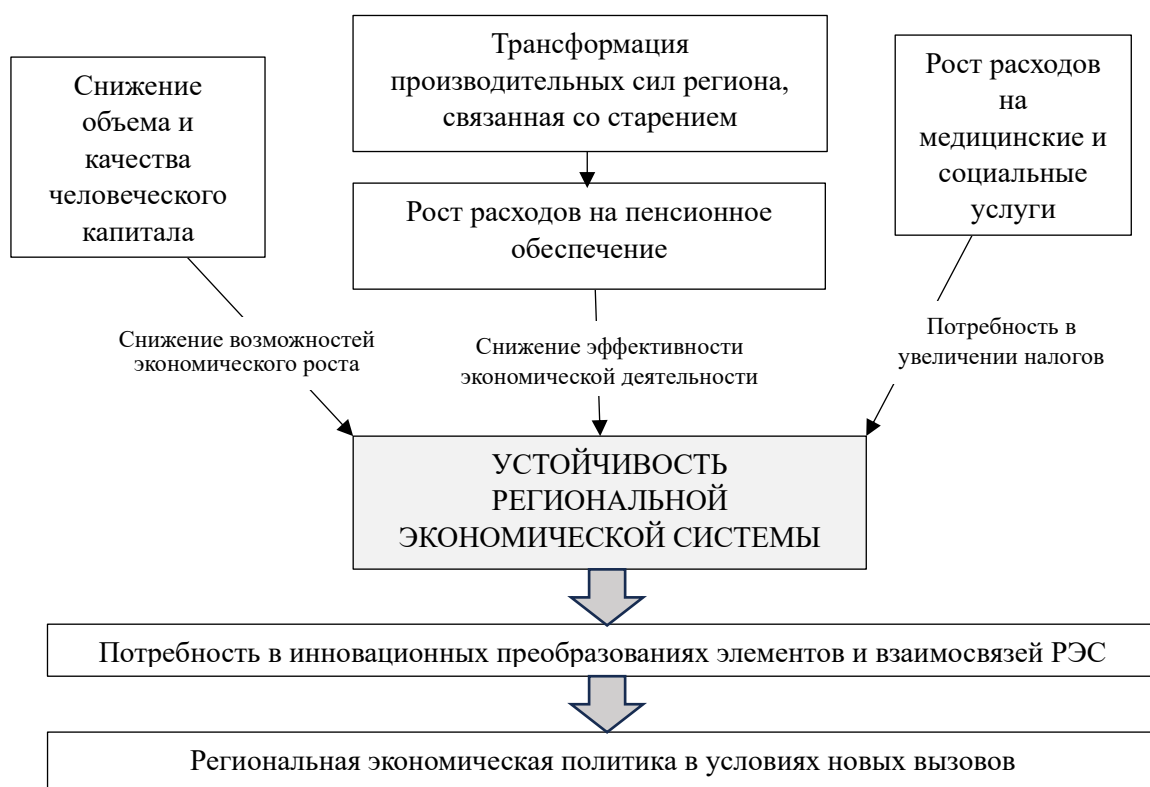 Снижение
объема и
качества
человеческого
капитала
Трансформация
производительных сил региона,
связанная со старением
Рост расходов
на
медицинские и
социальные
услуги
Рост расходов на пенсионное
обеспечение
Снижение возможностей
экономического роста
Снижение эффективности
экономической деятельности
Потребность в
увеличении налогов
УСТОЙЧИВОСТЬ
РЕГИОНАЛЬНОЙ
ЭКОНОМИЧЕСКОЙ СИСТЕМЫ
Потребность в инновационных преобразованиях элементов и взаимосвязей РЭС
Региональная экономическая политика в условиях новых вызовов